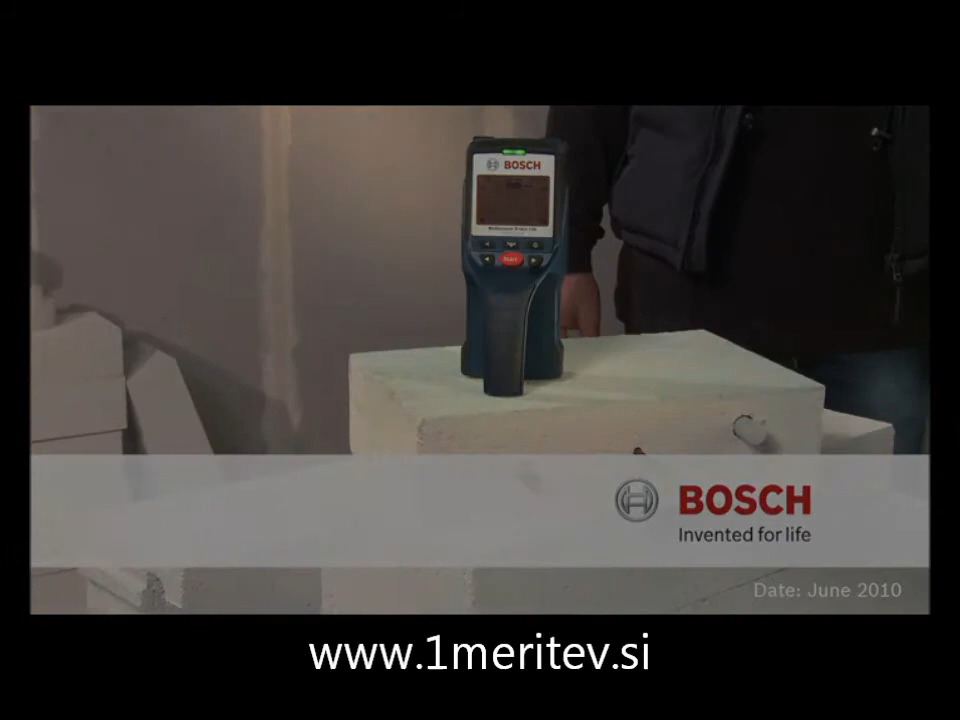 BOSCH
Start
BOSCH
Invented for life
Date: June 2010
www.1meritev.si